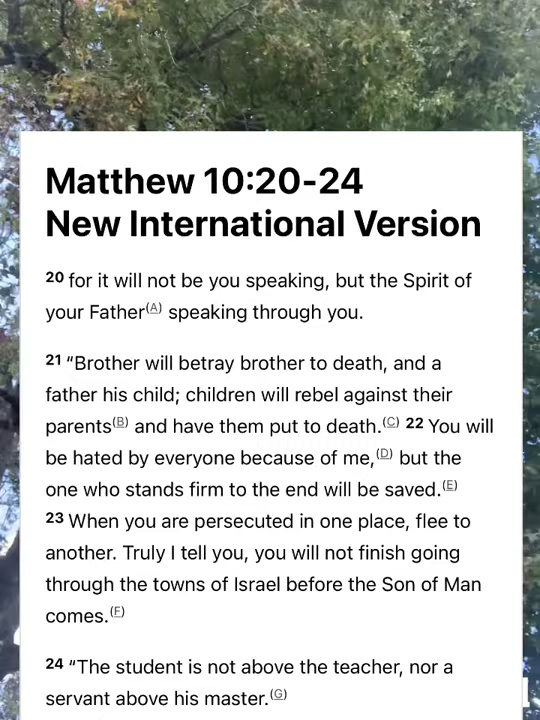 Matthew 10:20-24
New International Version
20 for it will not be you speaking, but the Spirit of
your Father(A) speaking through you.
21 “Brother will betray brother to death, and a
father his child; children will rebel against their
parents(B) and have them put to death.(C) 22 You will
be hated by everyone because of me,(D) but the
one who stands firm to the end will be saved.(E)
23 When you are persecuted in one place, flee to
another. Truly I tell you, you will not finish going
through the towns of Israel before the Son of Man
comes.(F)
24 “The student is not above the teacher, nor a
servant above his master.(G)